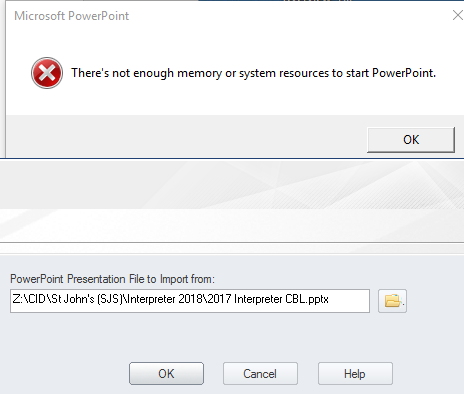 Microsoft PowerPoint
There's not enough memory or system resources to start PowerPoint.
OK
PowerPoint Presentation File to Import from:
Z:\CID\St John's (SJS)\Interpreter 2018\2017 Interpreter CBL.pptx
OK Cancel Help